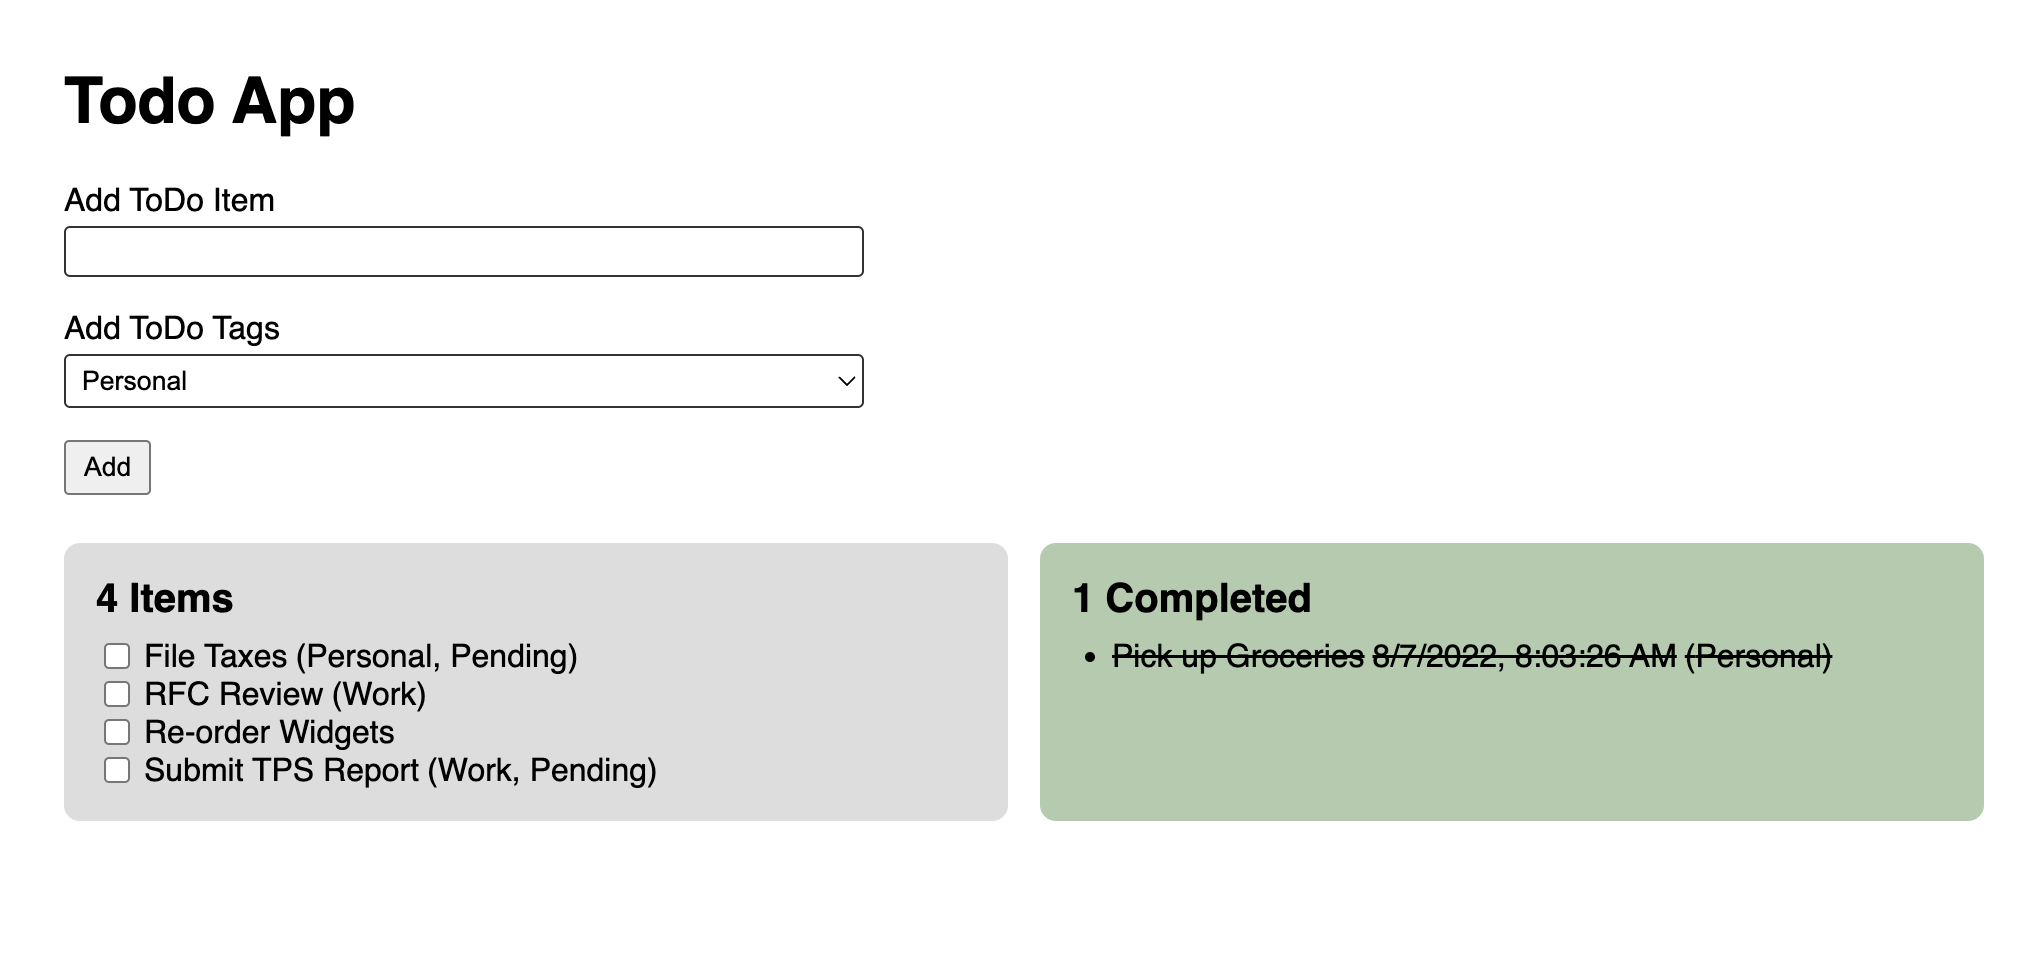 Todo App
Add ToDo Item
Add ToDo Tags
Personal
Add
4 Items
File Taxes (Personal, Pending)
RFC Review (Work)
Re-order Widgets
Submit TPS Report (Work, Pending)
1 Completed
Pick up Groceries 8/7/2022, 8:03:26 AM (Personal)